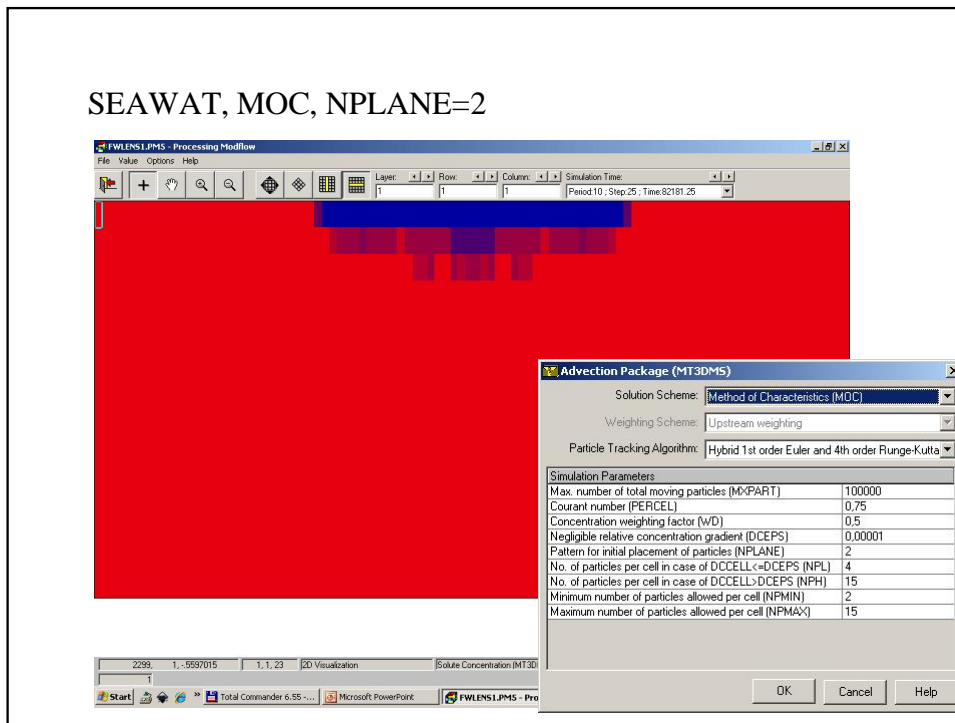 SEAWAT, MOC, NPLANE=2
FWLENS1.PM5 - Processing Modflow
File Value Options Help
Layer: Row: Column: Simulation Time:
1 1 1 Period:10 ; Step:25 ; Time:82181.25
Advection Package (MT3DMS)
Solution Scheme: Method of Characteristics (MOC)
Weighting Scheme: Upstream weighting
Particle Tracking Algorithm: Hybrid 1st order Euler and 4th order Runge-Kutta
Simulation Parameters
Max. number of total moving particles (MXPART) 100000
Courant number (PERCEL) 0,75
Concentration weighting factor (WD) 0,5
Negligible relative concentration gradient (DCEPS) 0,00001
Pattern for initial placement of particles (NPLANE) 2
No. of particles per cell in case of DCCELL<=DCEPS (NPL) 4
No. of particles per cell in case of DCCELL>DCEPS (NPH) 15
Minimum number of particles allowed per cell (NPMIN) 2
Maximum number of particles allowed per cell (NPMAX) 15
OK Cancel Help
2299, 1,-.5597015 1, 1, 23 2D Visualization Solute Concentration (MT3D
1
Start » Total Commander 6.55 -... Microsoft PowerPoint FWLENS1.PM5 - Pro